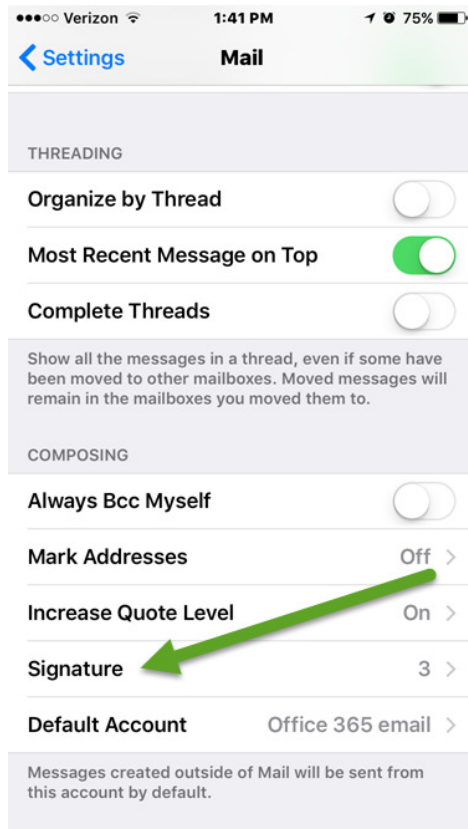 Verizon 1:41 PM 75%
Settings Mail
THREADING
Organize by Thread
Most Recent Message on Top
Complete Threads
Show all the messages in a thread, even if some have
been moved to other mailboxes. Moved messages will
remain in the mailboxes you moved them to.
COMPOSING
Always Bcc Myself
Mark Addresses Off
Increase Quote Level On
Signature 3
Default Account Office 365 email
Messages created outside of Mail will be sent from
this account by default.